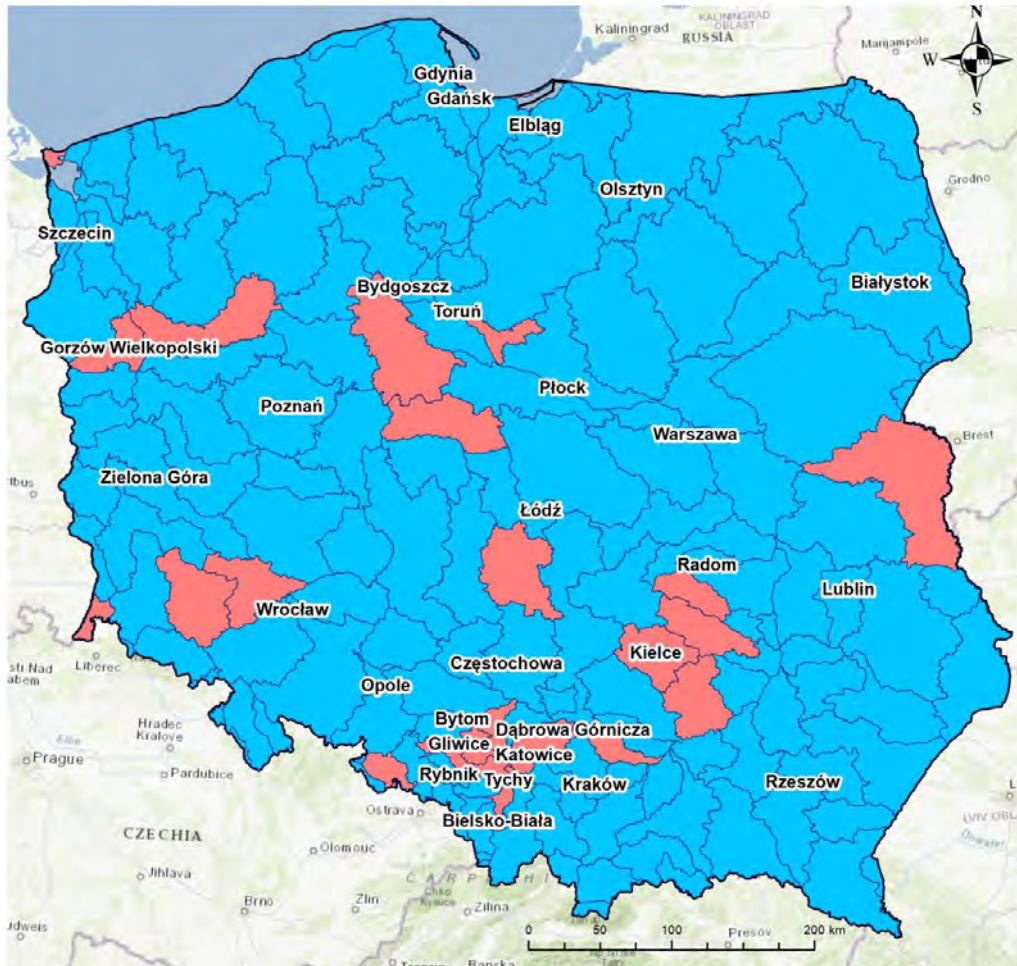 N
W
S
Kaliningrad
KALININGRAD
OBLAST
RUSSIA
Marijampole
Gdynia
Gdańsk
Elbląg
Olsztyn
Grodno
Szczecin
Białystok
Bydgoszcz
Toruń
Gorzów Wielkopolski
Płock
Poznań
Warszawa
Brest
Zielona Góra
Łódź
Radom
Lublin
Wrocław
Liberec
Kielce
Częstochowa
Opole
Hradec
Kralove
Bytom
Dąbrowa Górnicza
Gliwice
Katowice
Prague
Pardubice
Rybnik
Tychy
Kraków
Rzeszów
Ostrava
Bielsko-Biała
CZECHIA
Olomouc
Jihlava
Brno
Zlin
Zilina
0 50 100 200 km
Presov